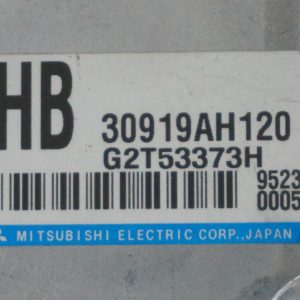 HB 30919AH120
G2T53373H
9523
0005
MITSUBISHI ELECTRIC CORP.,JAPAN